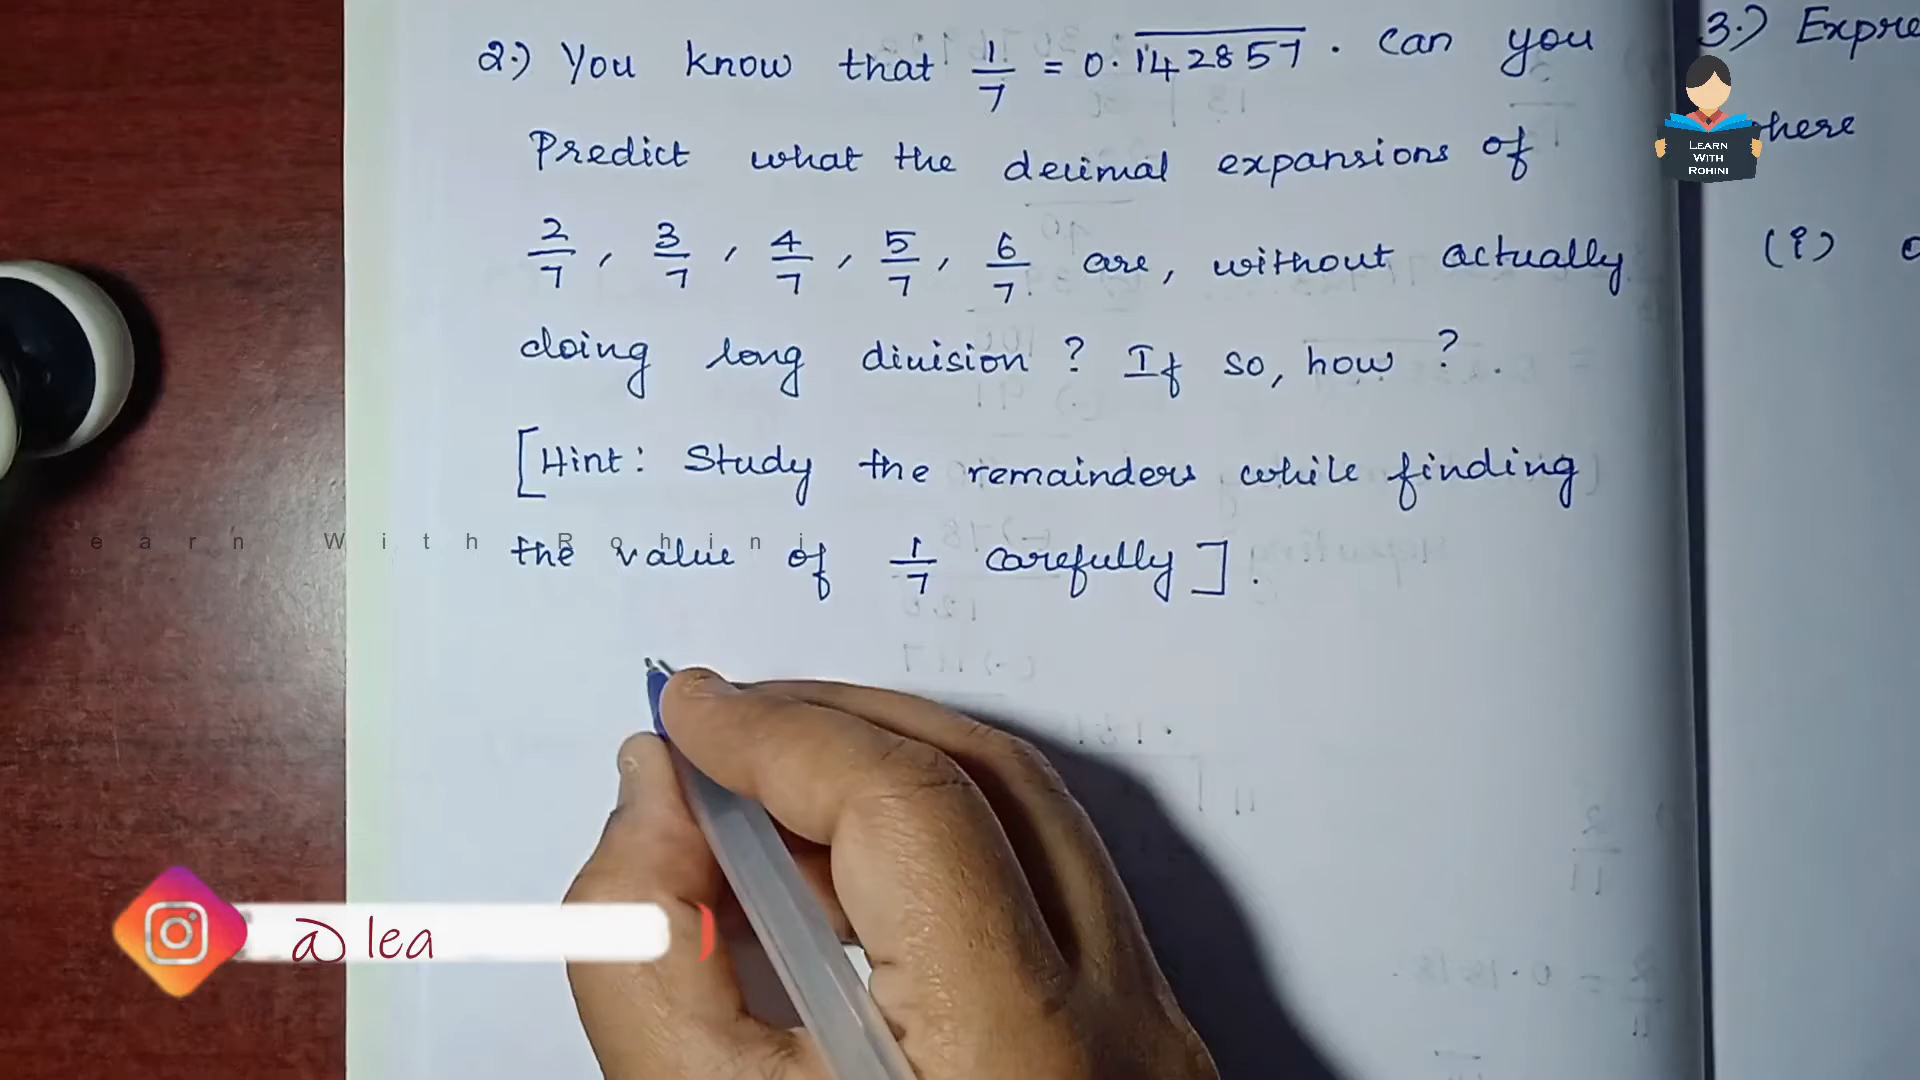 2.) You know that 1/7 = 0.142857. Can you
Predict what the decimal expansions of
2/7, 3/7, 4/7, 5/7, 6/7 are, without actually
doing long division? If so, how?
[Hint: Study the remainders while finding
the value of 1/7 carefully].
3.) Expre
here
(i)
LEARN
WITH
ROHINI
earn With Rohini
@lea